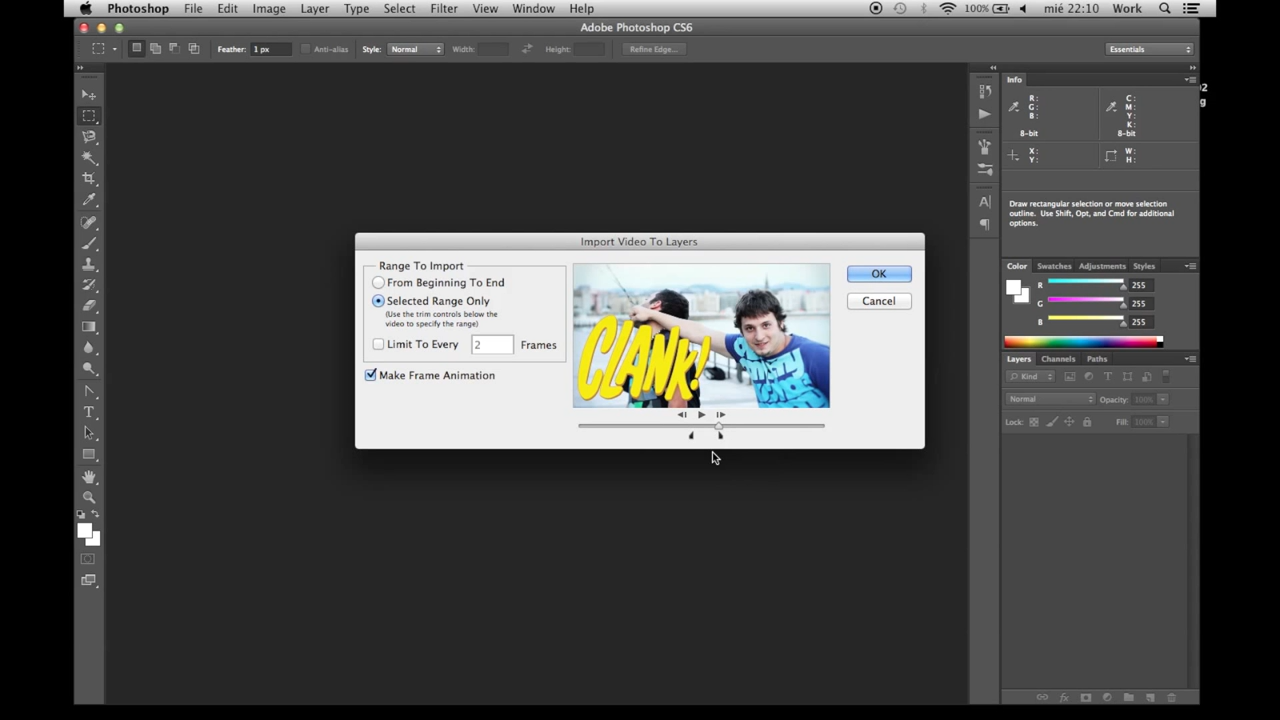 Photoshop File Edit Image Layer Type Select Filter View Window Help 100% mié 22:10 Work
Adobe Photoshop CS6
Feather: 1 px Anti-alias Style: Normal Width: Height: Refine Edge... Essentials
Info
R: C:
G: M:
B: Y:
K:
8-bit 8-bit
X: W:
Y: H:
Draw rectangular selection or move selection
outline. Use Shift, Opt, and Cmd for additional
options.
Import Video To Layers
Range To Import
From Beginning To End
Selected Range Only
(Use the trim controls below the
video to specify the range)
Limit To Every 2 Frames
Make Frame Animation
CLANK!
OK
Cancel
Color Swatches Adjustments Styles
R 255
G 255
B 255
Layers Channels Paths
Kind
Normal Opacity: 100%
Lock: Fill: 100%